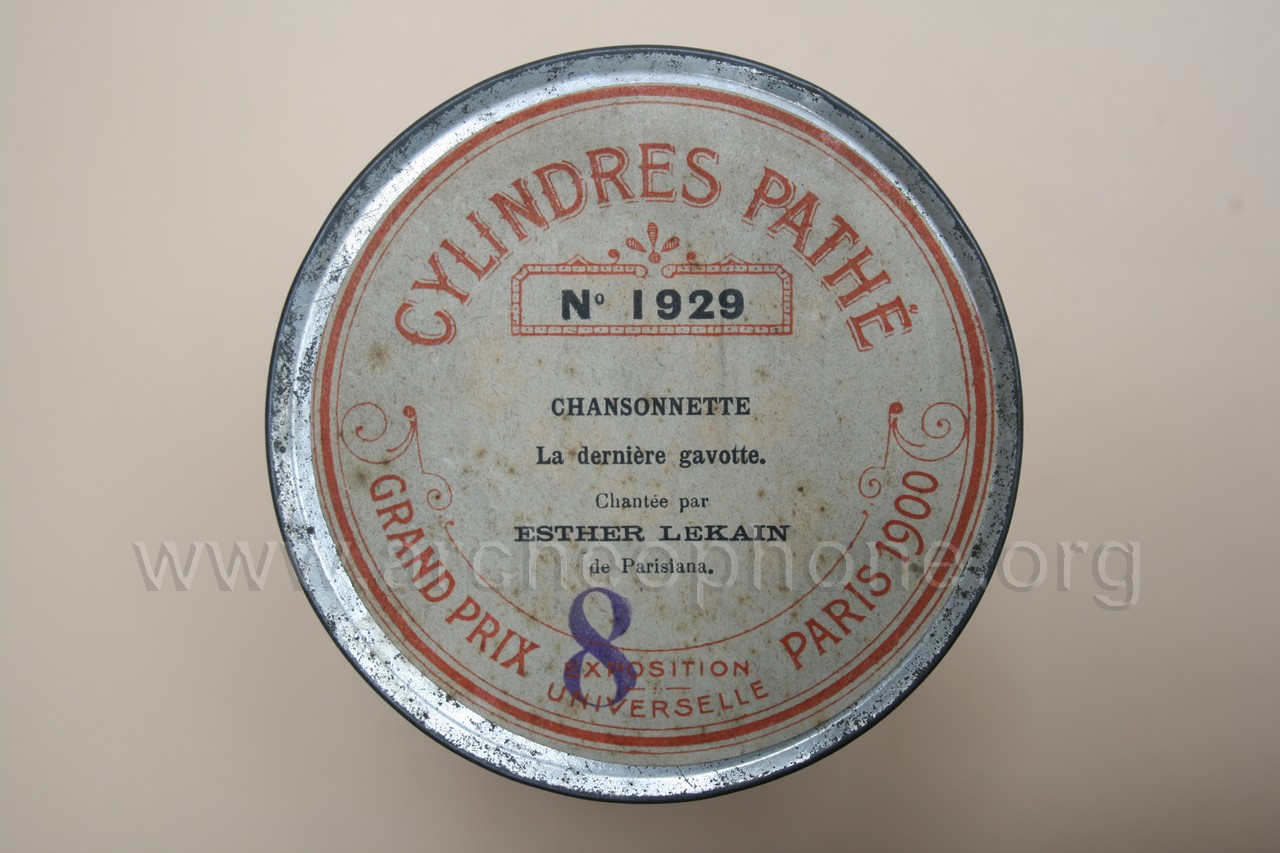 CYLINDRES PATHÉ
Nº 1929
CHANSONNETTE
La dernière gavotte.
Chantée par
ESTHER LEKAIN
de Parisiana.
www.archeophone.org
8
GRAND PRIX
EXPOSITION
UNIVERSELLE
PARIS 1900